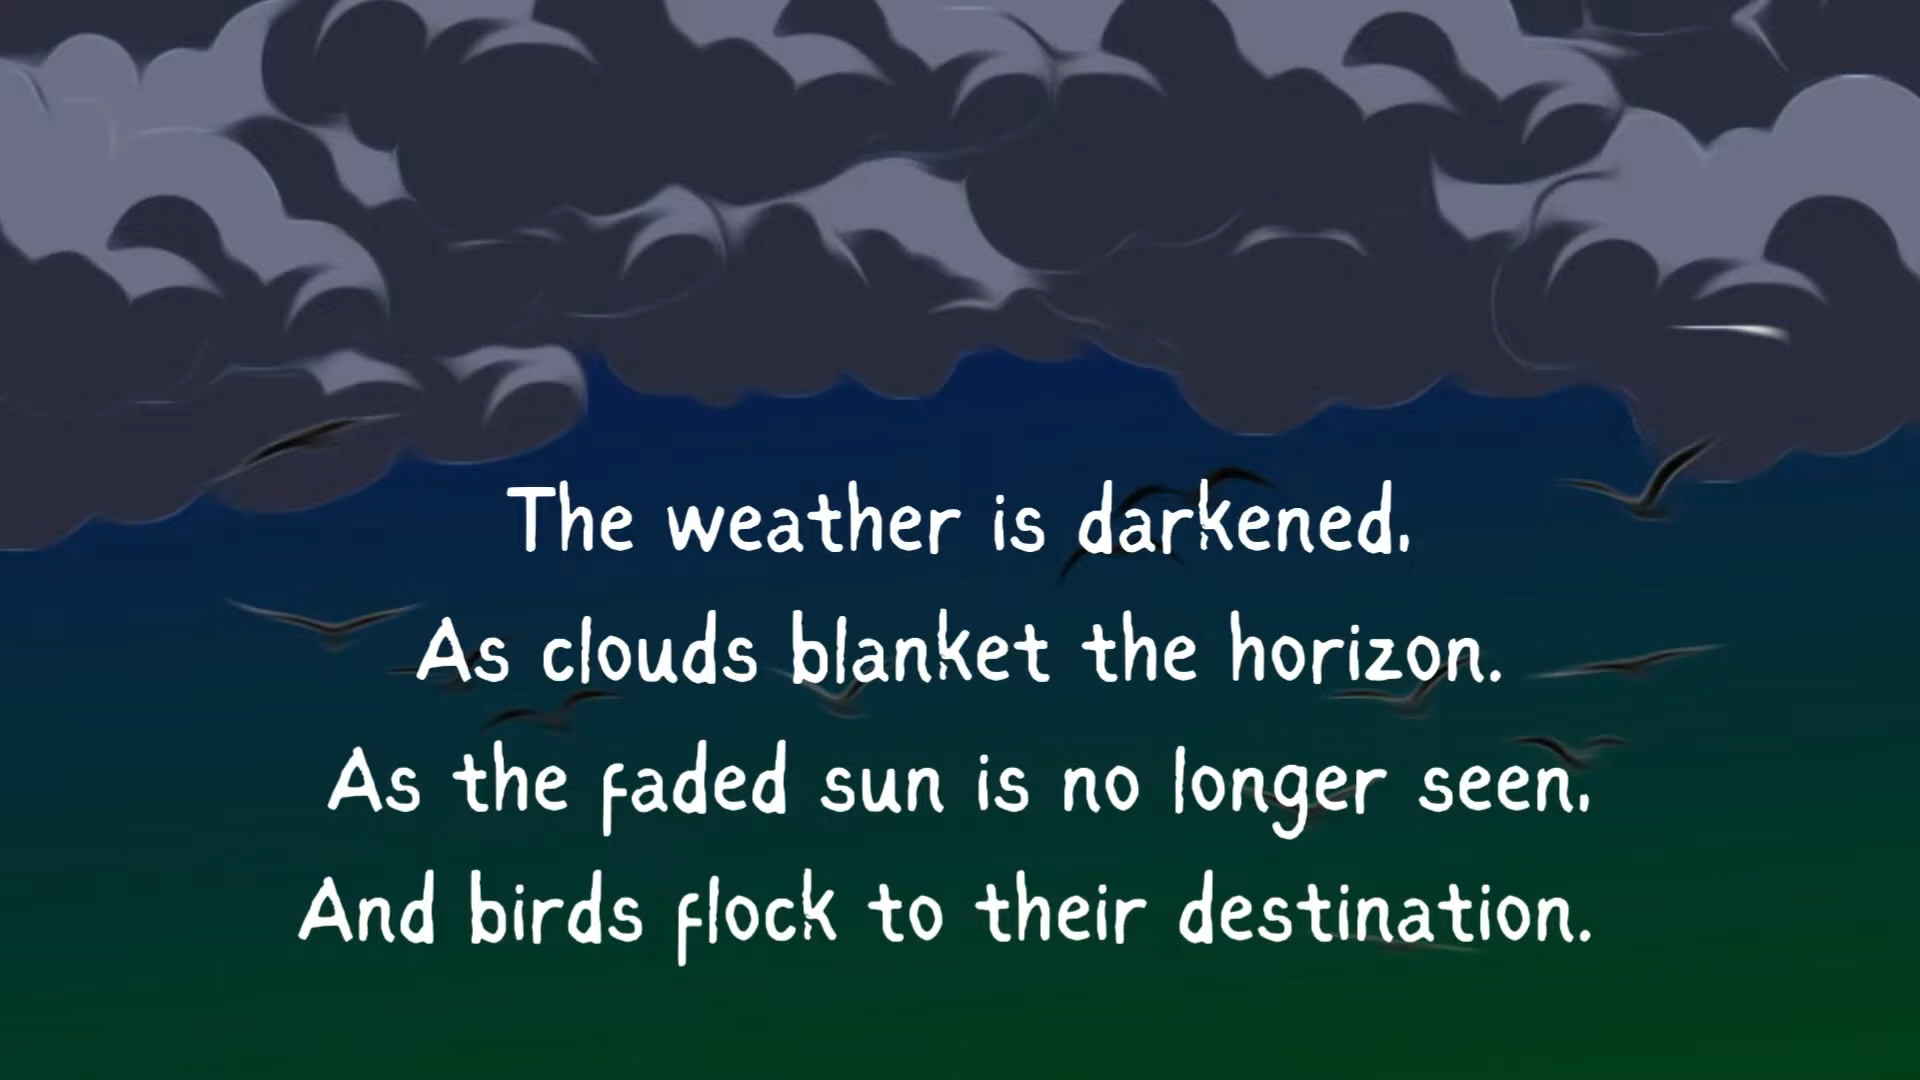 The weather is darkened,
As clouds blanket the horizon.
As the faded sun is no longer seen,
And birds flock to their destination.